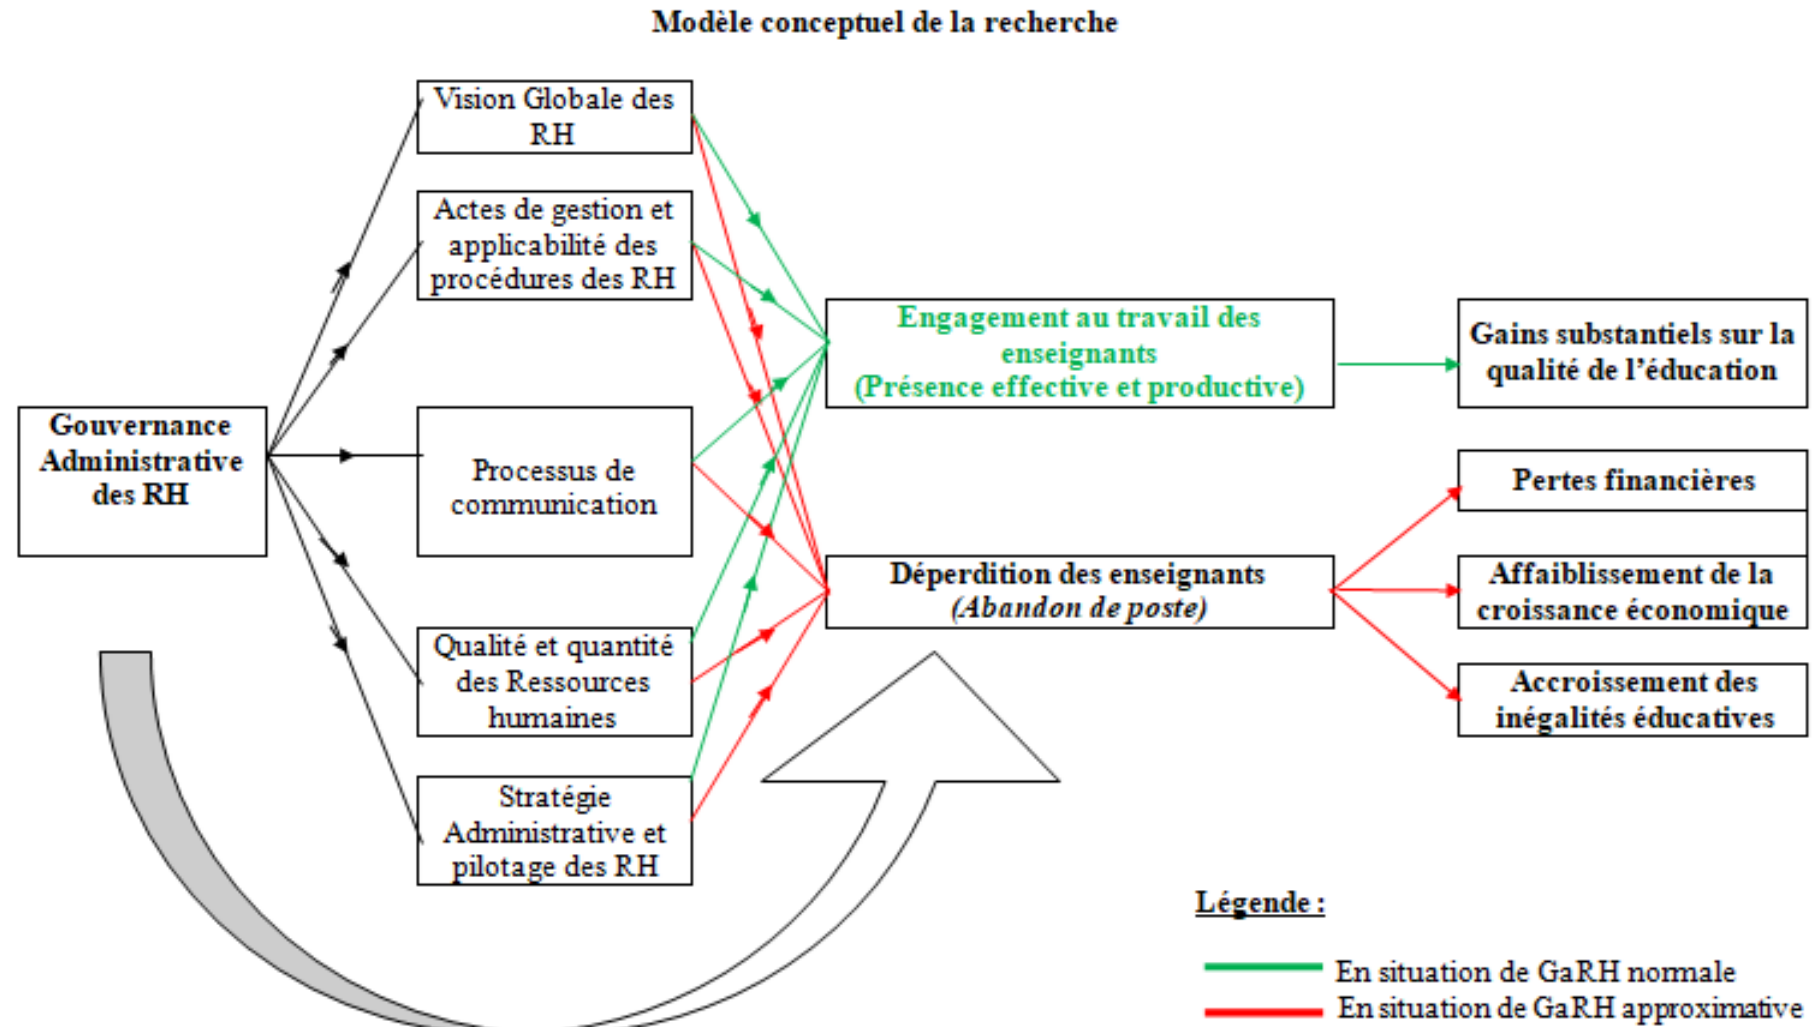 Modèle conceptuel de la recherche
Vision Globale des
RH
Actes de gestion et
applicabilité des
procédures des RH
Engagement au travail des
enseignants
(Présence effective et productive)
Gains substantiels sur la
qualité de l’éducation
Gouvernance
Administrative
des RH
Processus de
communication
Pertes financières
Déperdition des enseignants
(Abandon de poste)
Affaiblissement de la
croissance économique
Qualité et quantité
des Ressources
humaines
Accroissement des
inégalités éducatives
Stratégie
Administrative et
pilotage des RH
Légende :
En situation de GaRH normale
En situation de GaRH approximative